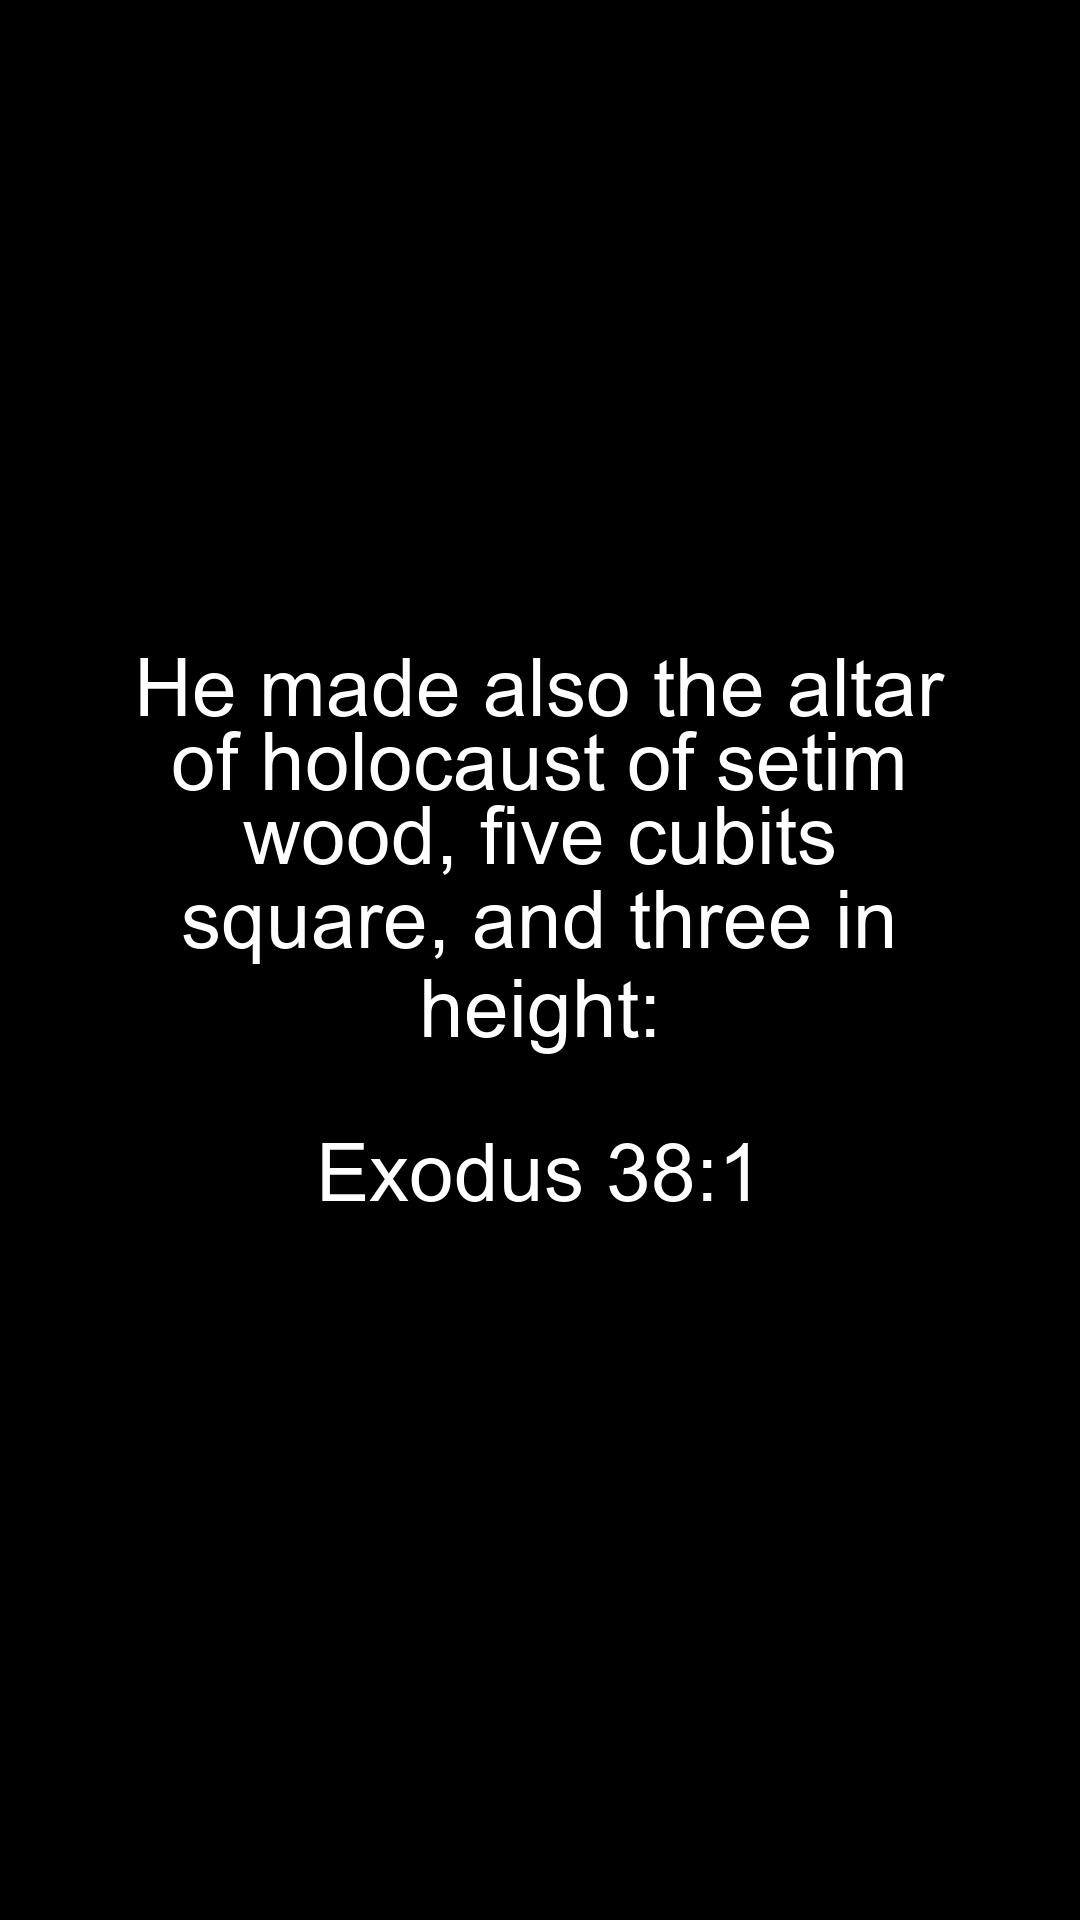 He made also the altar
of holocaust of setim
wood, five cubits
square, and three in
height:
Exodus 38:1